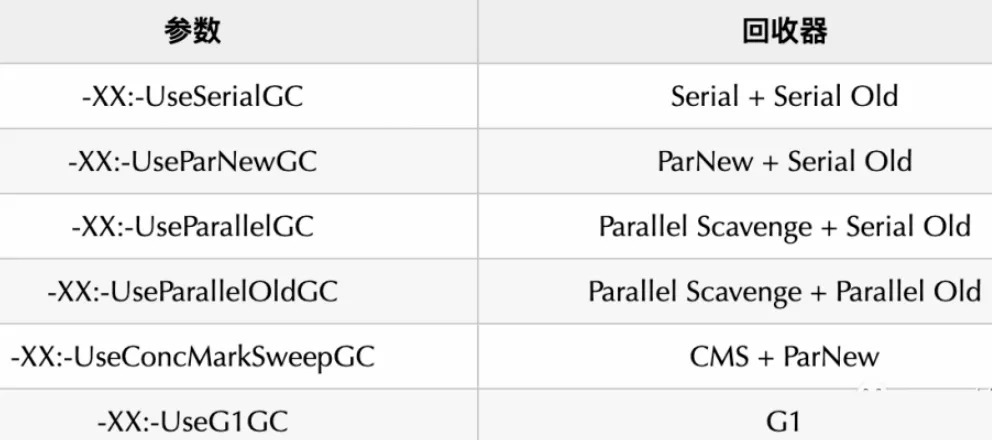 参数 回收器
-XX:-UseSerialGC Serial + Serial Old
-XX:-UseParNewGC ParNew + Serial Old
-XX:-UseParallelGC Parallel Scavenge + Serial Old
-XX:-UseParallelOldGC Parallel Scavenge + Parallel Old
-XX:-UseConcMarkSweepGC CMS + ParNew
-XX:-UseG1GC G1